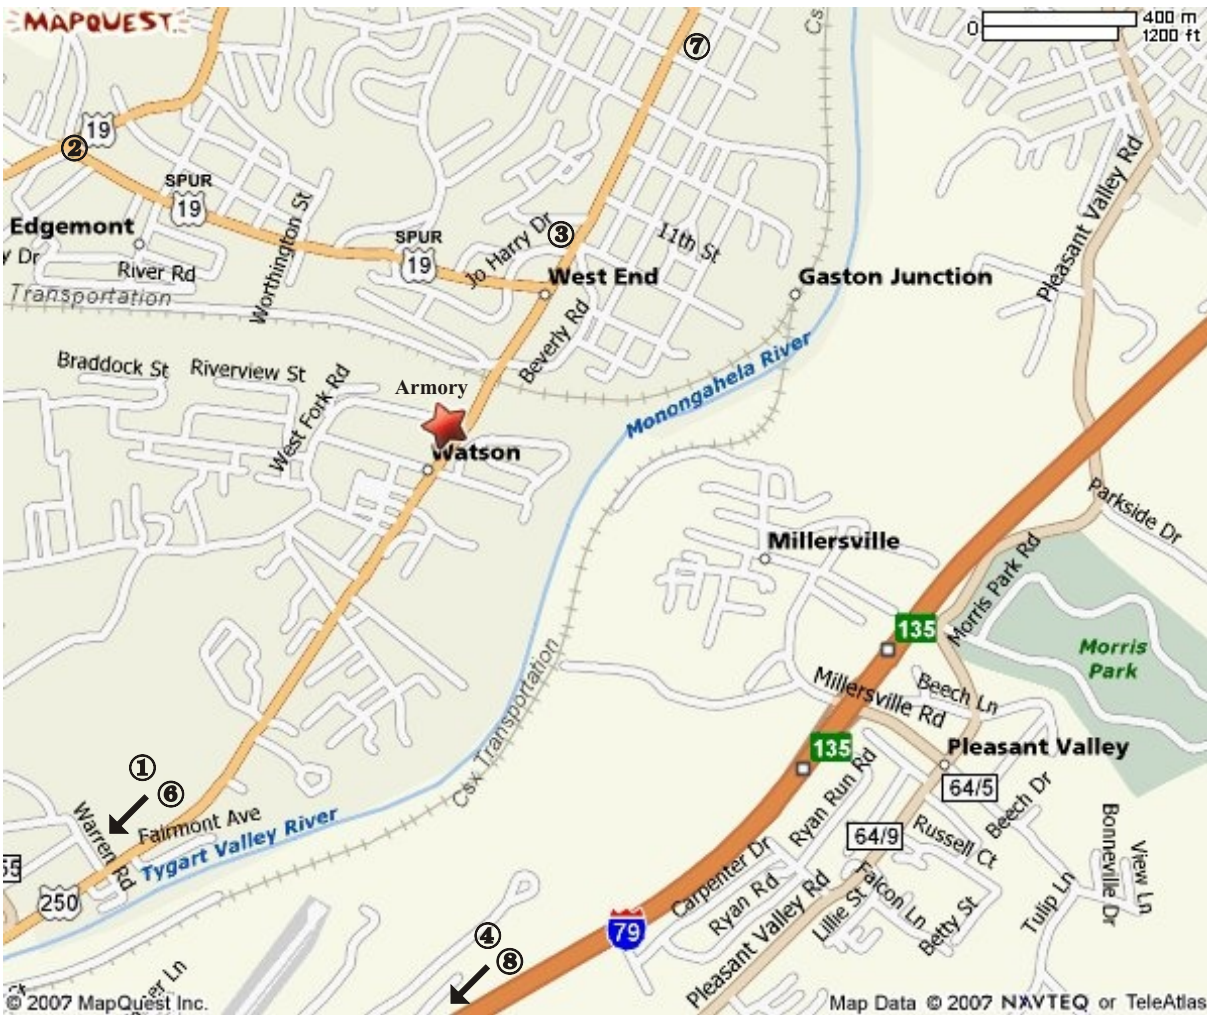 MAPQUEST
400 m
0
1200 ft
7
Cs
19
2
SPUR
19
Edgemont
y Dr
River Rd
Worthington St
Transportation
SPUR
19
Jo Harry Dr
3
11th St
West End
Beverly Rd
Gaston Junction
Pleasant Valley Rd
Braddock St
Riverview St
West Fork Rd
Armory
Watson
Monongahela River
Millersville
Parkside Dr
Morris Park Rd
135
Morris
Park
Millersville Rd
Beech Ln
135
Pleasant Valley
64/5
Csx Transportation
1
6
Warren Rd
Fairmont Ave
Tygart Valley River
250
Ryan Run Rd
64/9
Russell Ct
Beech Dr
Bonneville Dr
View Ln
Carpenter Dr
Ryan Rd
Pleasant Valley Rd
Lillie St
Falcon Ln
Betty St
Tulip Ln
79
4
8
er Ln
© 2007 MapQuest Inc.
Map Data © 2007 NAVTEQ or TeleAtlas